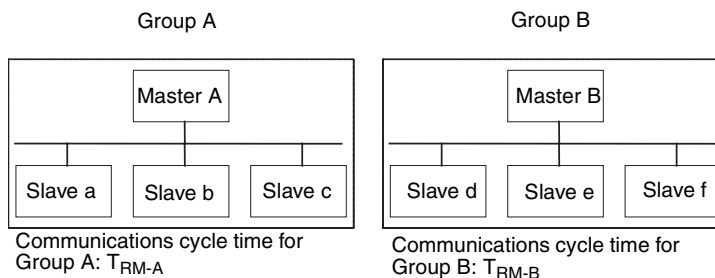 Group A
Group B
Master A
Master B
Slave a
Slave b
Slave c
Slave d
Slave e
Slave f
Communications cycle time for
Group A: TRM-A
Communications cycle time for
Group B: TRM-B